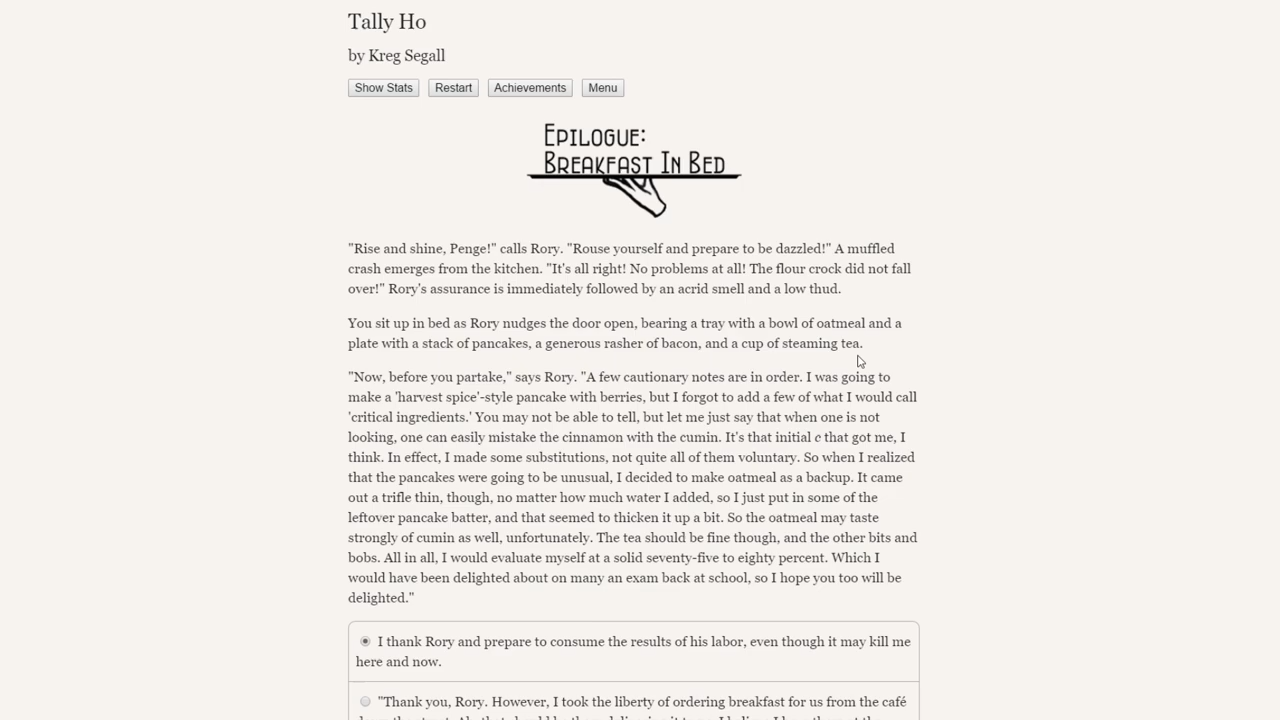 Tally Ho
by Kreg Segall
Show Stats Restart Achievements Menu
EPILOGUE:
BREAKFAST IN BED
"Rise and shine, Penge!" calls Rory. "Rouse yourself and prepare to be dazzled!" A muffled
crash emerges from the kitchen. "It's all right! No problems at all! The flour crock did not fall
over!" Rory's assurance is immediately followed by an acrid smell and a low thud.
You sit up in bed as Rory nudges the door open, bearing a tray with a bowl of oatmeal and a
plate with a stack of pancakes, a generous rasher of bacon, and a cup of steaming tea.
"Now, before you partake," says Rory. "A few cautionary notes are in order. I was going to
make a 'harvest spice'-style pancake with berries, but I forgot to add a few of what I would call
'critical ingredients.' You may not be able to tell, but let me just say that when one is not
looking, one can easily mistake the cinnamon with the cumin. It's that initial c that got me, I
think. In effect, I made some substitutions, not quite all of them voluntary. So when I realized
that the pancakes were going to be unusual, I decided to make oatmeal as a backup. It came
out a trifle thin, though, no matter how much water I added, so I just put in some of the
leftover pancake batter, and that seemed to thicken it up a bit. So the oatmeal may taste
strongly of cumin as well, unfortunately. The tea should be fine though, and the other bits and
bobs. All in all, I would evaluate myself at a solid seventy-five to eighty percent. Which I
would have been delighted about on many an exam back at school, so I hope you too will be
delighted."
I thank Rory and prepare to consume the results of his labor, even though it may kill me
here and now.
"Thank you, Rory. However, I took the liberty of ordering breakfast for us from the café